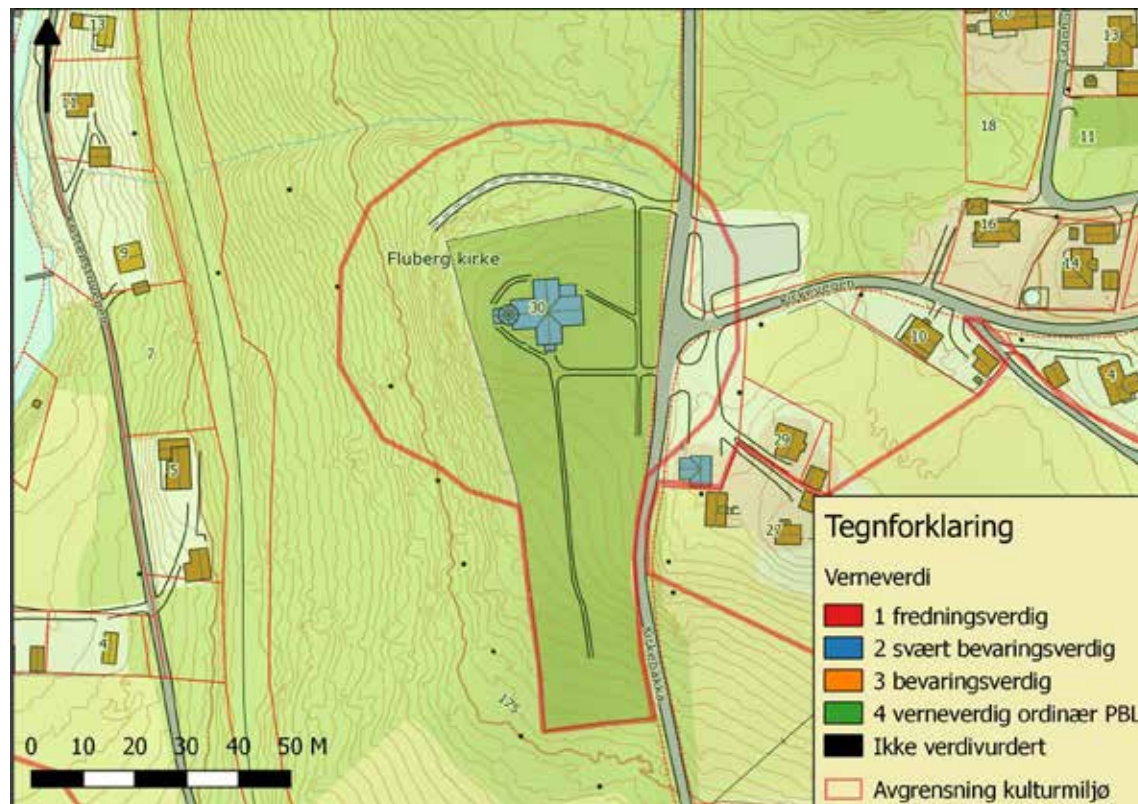 13
20
13
11
18
11
9
Fluberg kirke
30
16
14
Kirkevegen
10
4
7
5
29
4
175
Kirkebakka
Tegnforklaring
Verneverdi
1 fredningsverdig
2 svært bevaringsverdig
3 bevaringsverdig
4 verneverdig ordinær PBL
Ikke verdivurdert
Avgrensning kulturmiljø
0 10 20 30 40 50 M